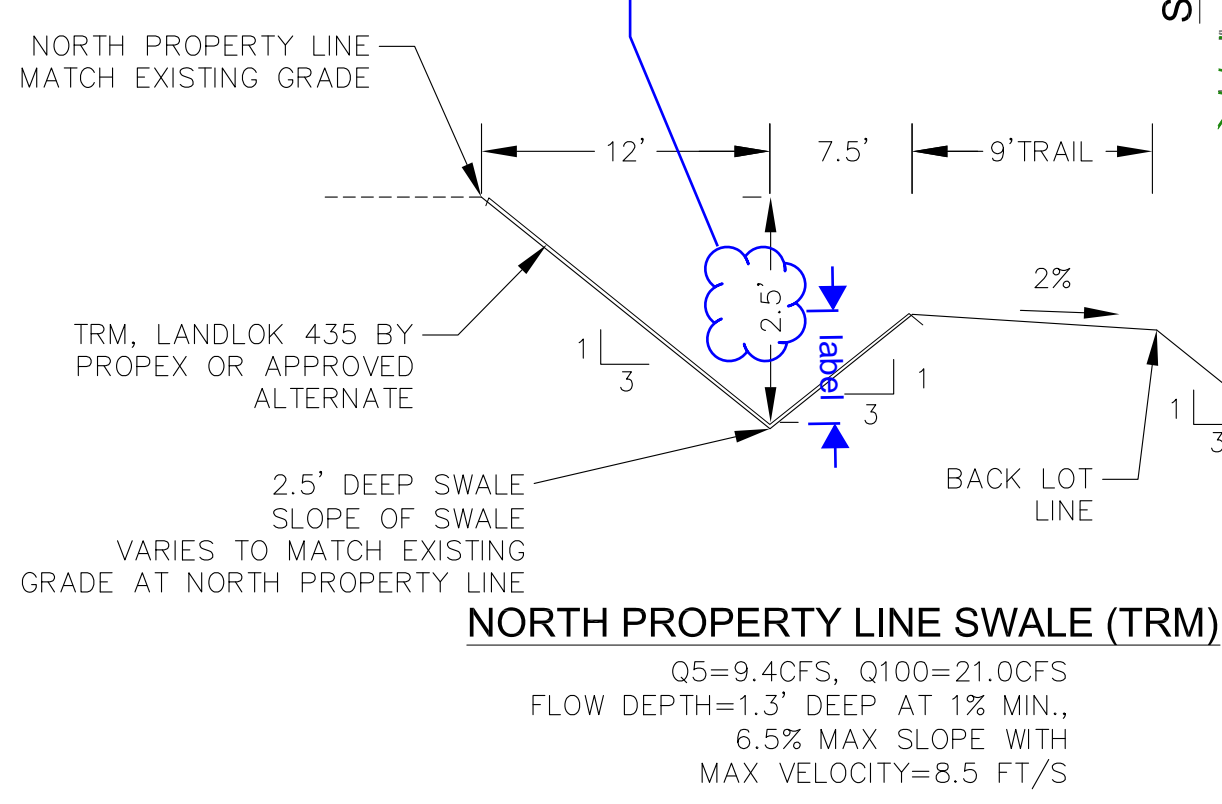 NORTH PROPERTY LINE
MATCH EXISTING GRADE
12'
7.5'
9'TRAIL
2.5'
label
2%
TRM, LANDLOK 435 BY
PROPEX OR APPROVED
ALTERNATE
1
3
1
3
1
3
2.5' DEEP SWALE
SLOPE OF SWALE
VARIES TO MATCH EXISTING
GRADE AT NORTH PROPERTY LINE
BACK LOT
LINE
NORTH PROPERTY LINE SWALE (TRM)
Q5=9.4CFS, Q100=21.0CFS
FLOW DEPTH=1.3' DEEP AT 1% MIN.,
6.5% MAX SLOPE WITH
MAX VELOCITY=8.5 FT/S